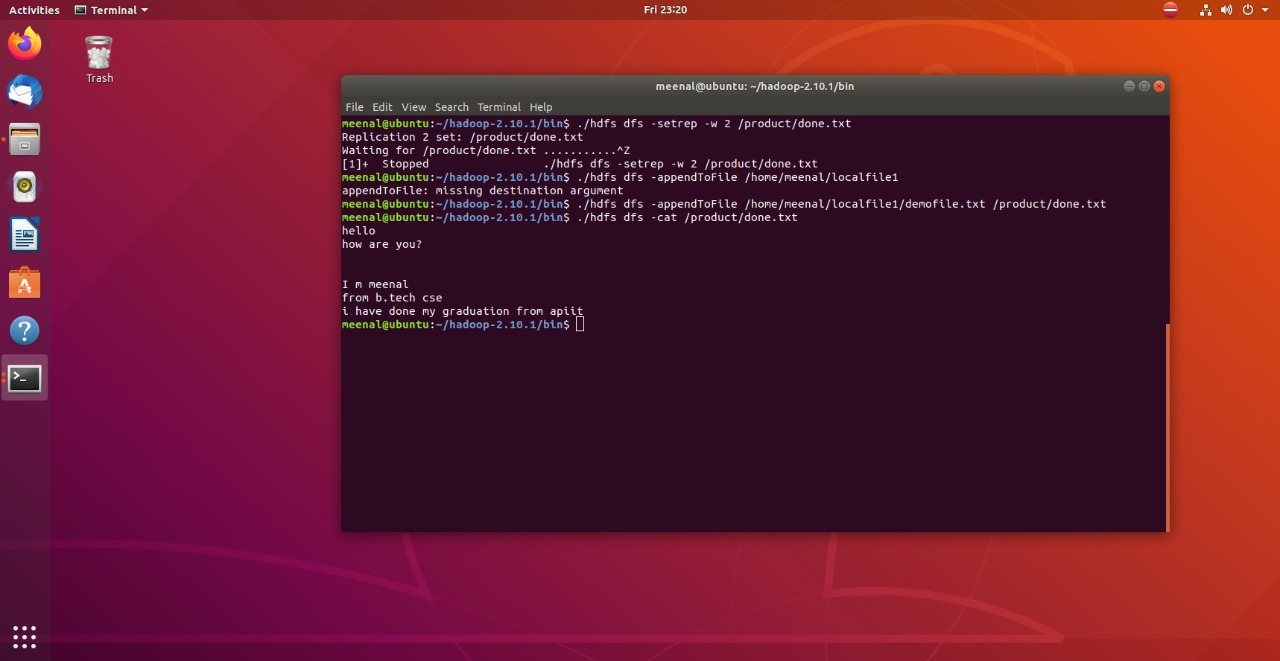 Activities Terminal Fri 23:20
Trash
meenal@ubuntu: ~/hadoop-2.10.1/bin
File Edit View Search Terminal Help
meenal@ubuntu:~/hadoop-2.10.1/bin$ ./hdfs dfs -setrep -w 2 /product/done.txt
Replication 2 set: /product/done.txt
Waiting for /product/done.txt ...........^Z
[1]+  Stopped                 ./hdfs dfs -setrep -w 2 /product/done.txt
meenal@ubuntu:~/hadoop-2.10.1/bin$ ./hdfs dfs -appendToFile /home/meenal/localfile1
appendToFile: missing destination argument
meenal@ubuntu:~/hadoop-2.10.1/bin$ ./hdfs dfs -appendToFile /home/meenal/localfile1/demofile.txt /product/done.txt
meenal@ubuntu:~/hadoop-2.10.1/bin$ ./hdfs dfs -cat /product/done.txt
hello
how are you?
I m meenal
from b.tech cse
i have done my graduation from apiit
meenal@ubuntu:~/hadoop-2.10.1/bin$